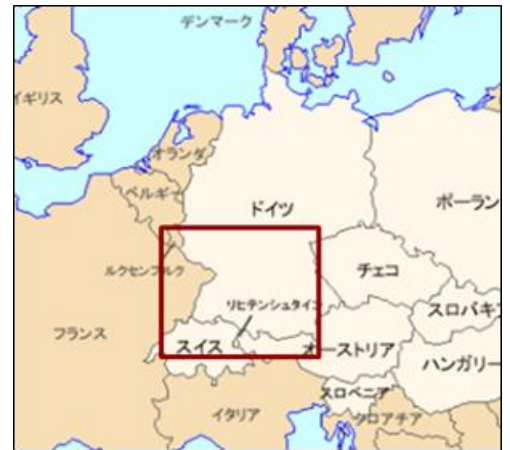 デンマーク
イギリス
オランダ
ベルギー
ドイツ
ポーラン
ルクセンブルク
チェコ
リヒテンシュタイン
スロバキ
フランス
スイス
オーストリア
ハンガリー
スロベニア
イタリア
クロアチア